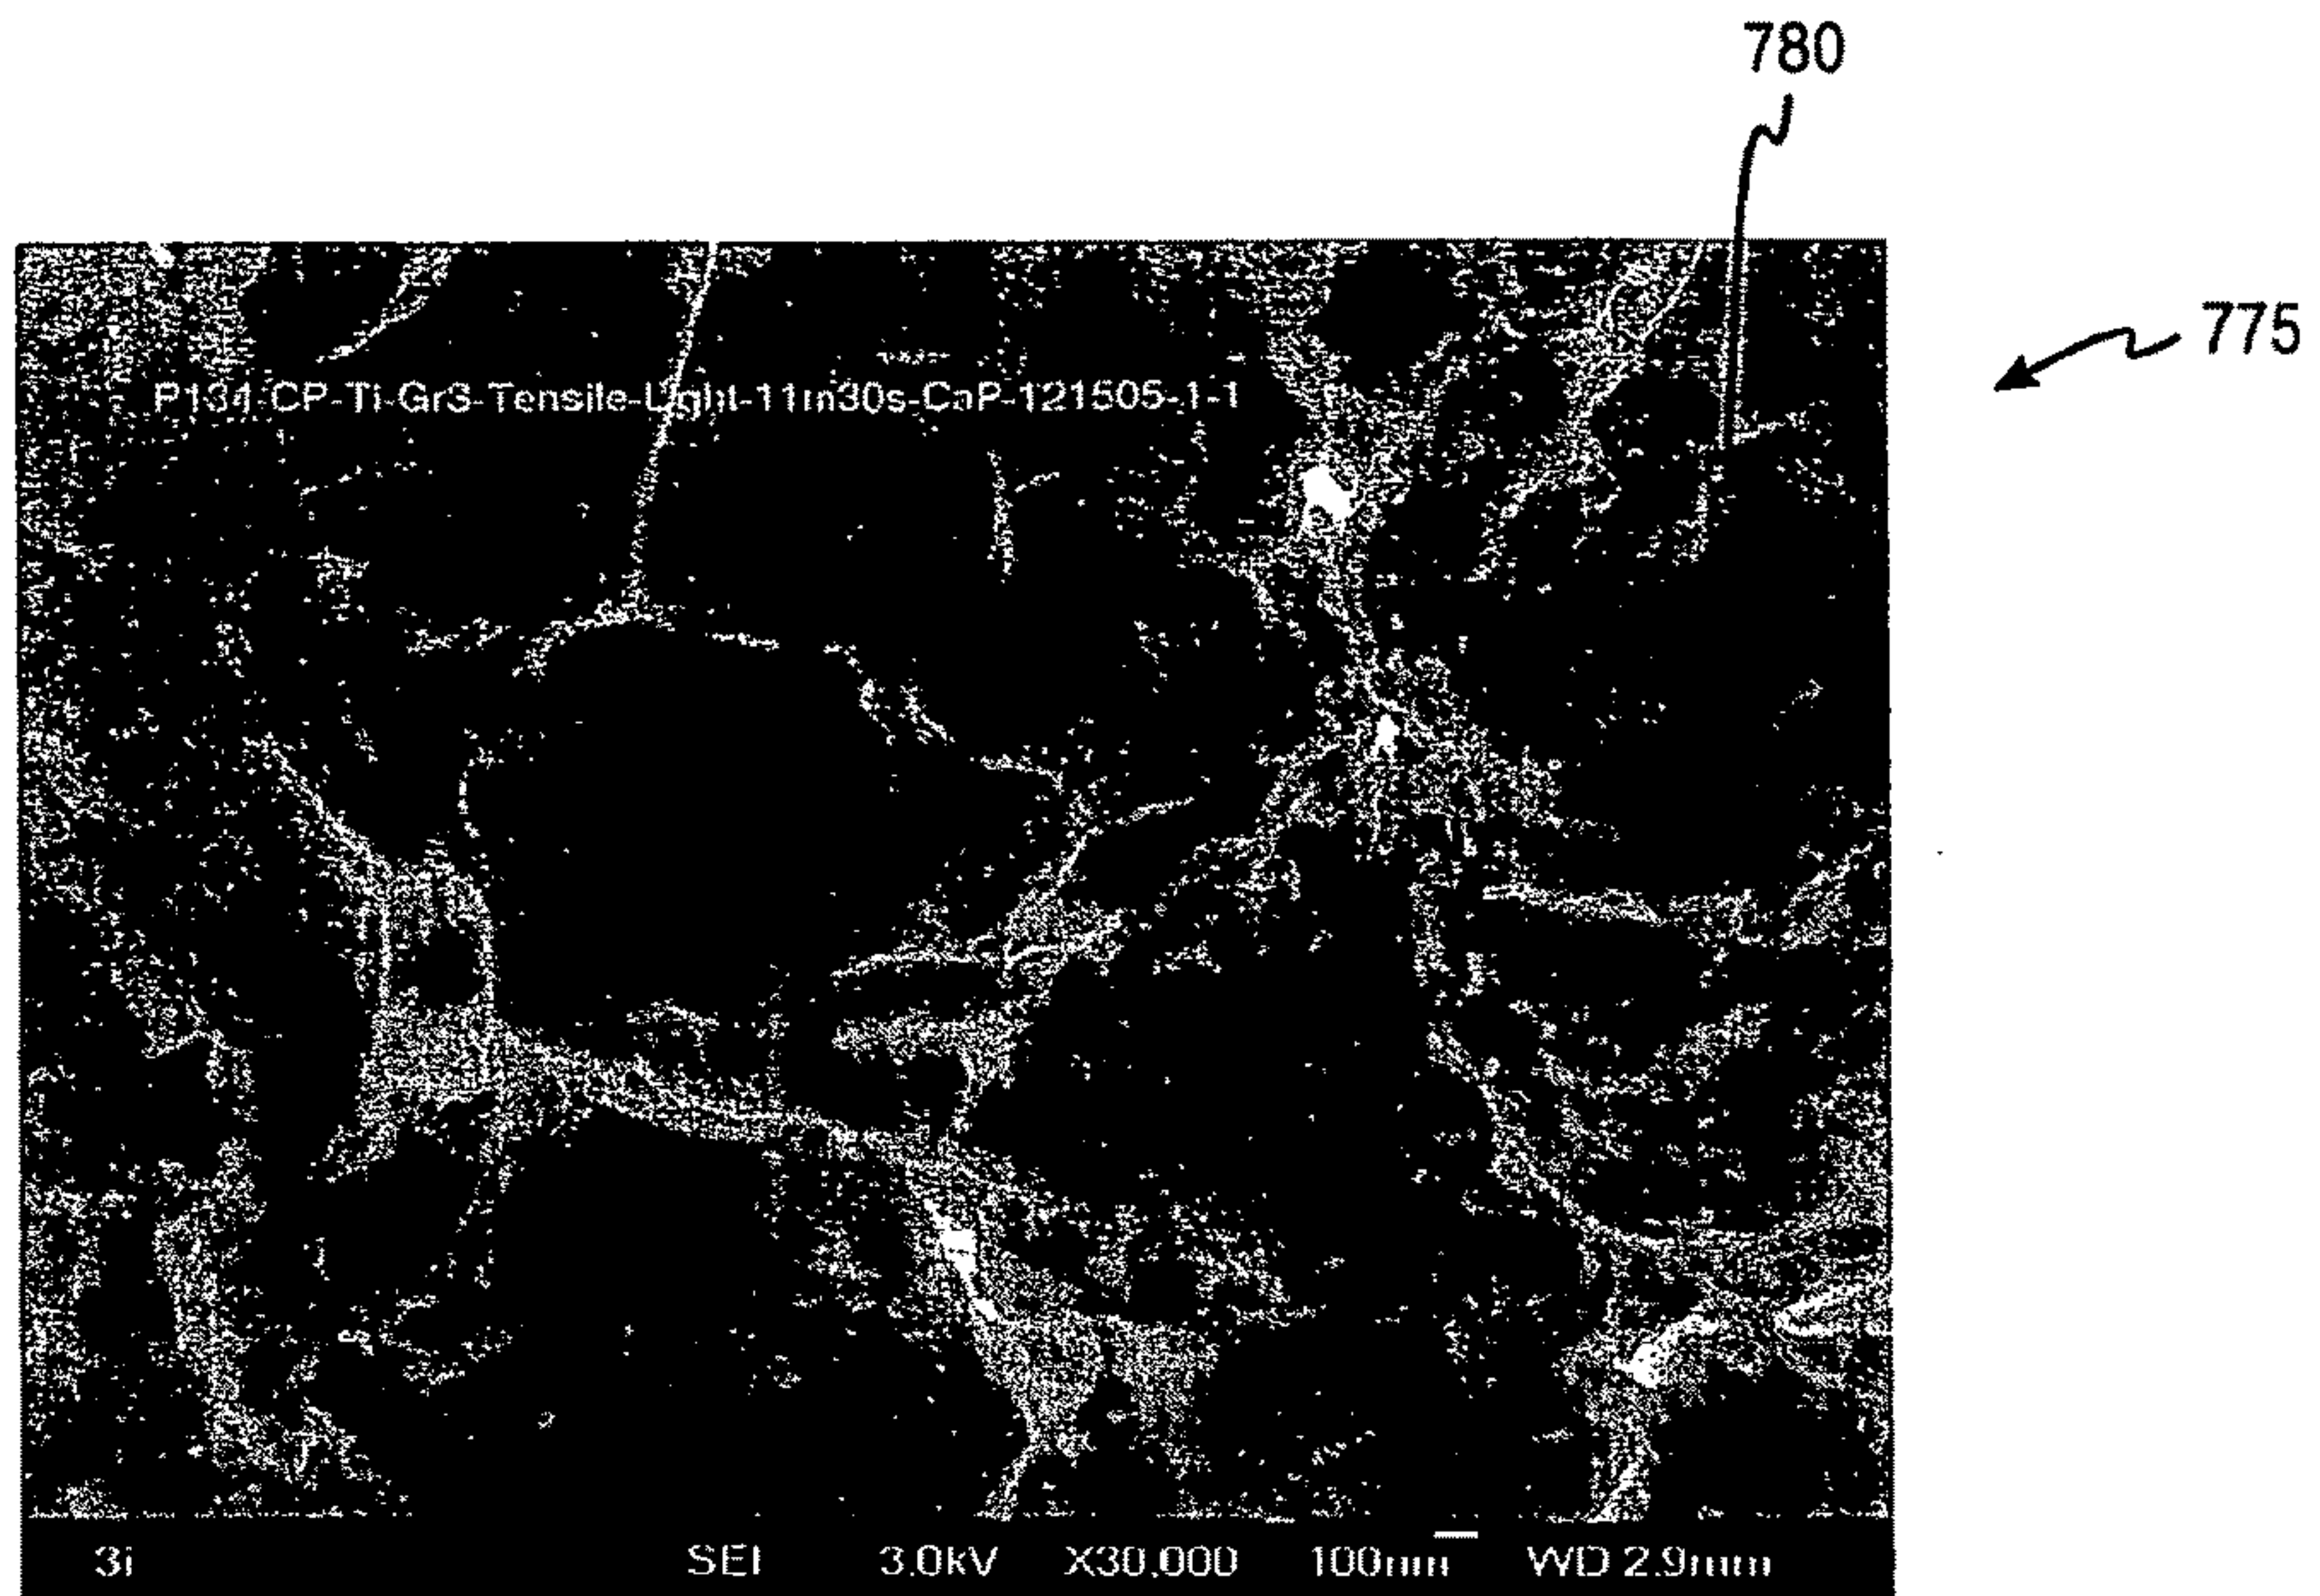 780
775
P134-CP-Ti-Gr3-Tensile-Light-11m30s-CaP-121505-1-1
3i SEI 3.0kV X30,000 100nm WD 2.9mm